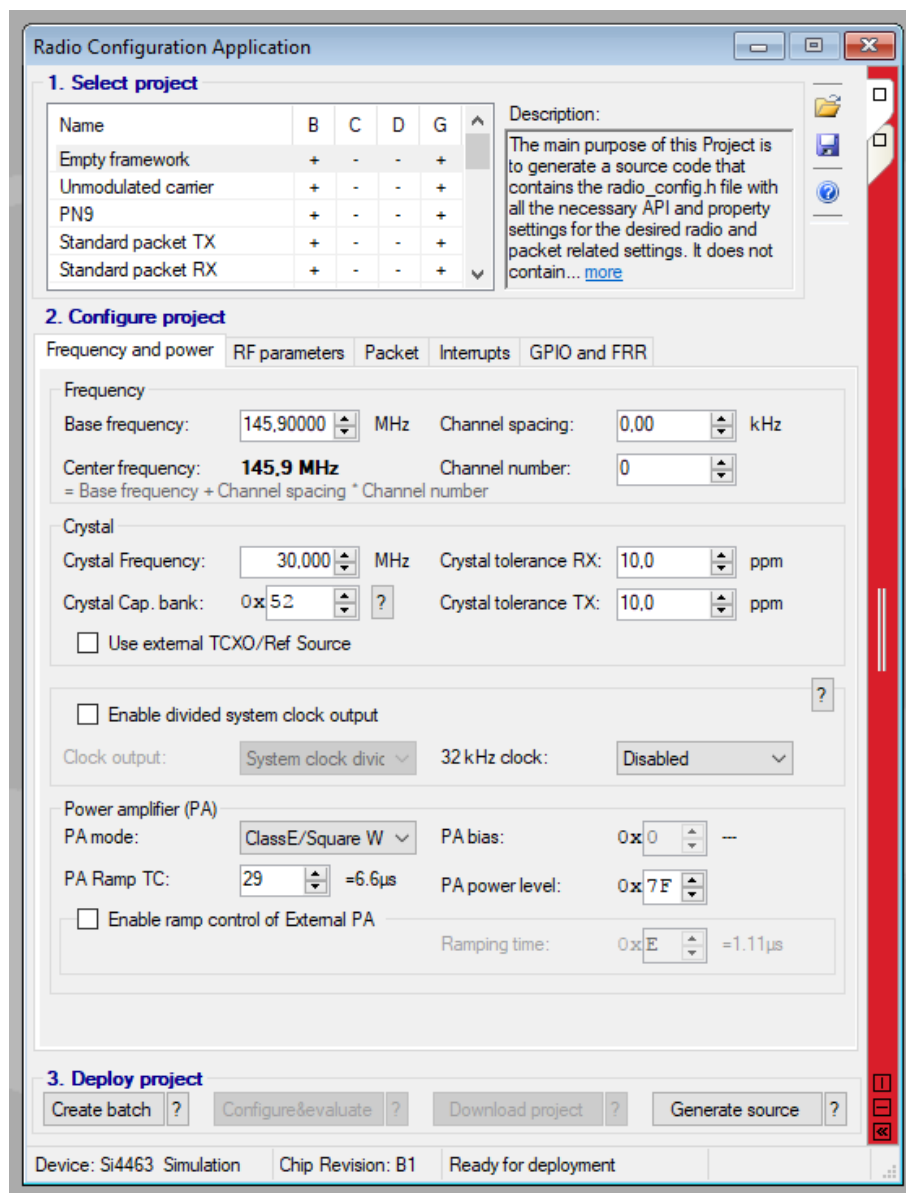 Radio Configuration Application
1. Select project
Name B C D G
Empty framework + - - +
Unmodulated carrier + - - +
PN9 + - - +
Standard packet TX + - - +
Standard packet RX + - - +
Description:
The main purpose of this Project is
to generate a source code that
contains the radio_config.h file with
all the necessary API and property
settings for the desired radio and
packet related settings. It does not
contain... more
2. Configure project
Frequency and power RF parameters Packet Interrupts GPIO and FRR
Frequency
Base frequency: 145,90000 MHz Channel spacing: 0,00 kHz
Center frequency: 145,9 MHz Channel number: 0
= Base frequency + Channel spacing * Channel number
Crystal
Crystal Frequency: 30,000 MHz Crystal tolerance RX: 10,0 ppm
Crystal Cap. bank: 0x 52 ? Crystal tolerance TX: 10,0 ppm
Use external TCXO/Ref Source
?
Enable divided system clock output
Clock output: System clock divic 32 kHz clock: Disabled
Power amplifier (PA)
PA mode: ClassE/Square W PA bias: 0x 0 ---
PA Ramp TC: 29 =6.6µs PA power level: 0x 7F
Enable ramp control of External PA
Ramping time: 0x E =1.11µs
3. Deploy project
Create batch ? Configure&evaluate ? Download project ? Generate source ?
Device: Si4463 Simulation Chip Revision: B1 Ready for deployment